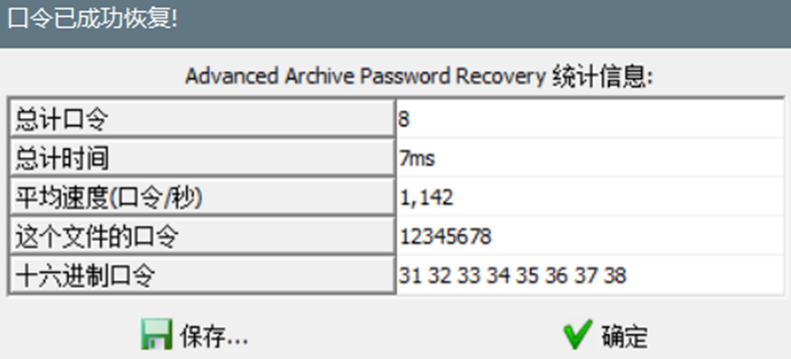 口令已成功恢复!
Advanced Archive Password Recovery 统计信息:
总计口令 8
总计时间 7ms
平均速度(口令/秒) 1,142
这个文件的口令 12345678
十六进制口令 31 32 33 34 35 36 37 38
保存... 确定